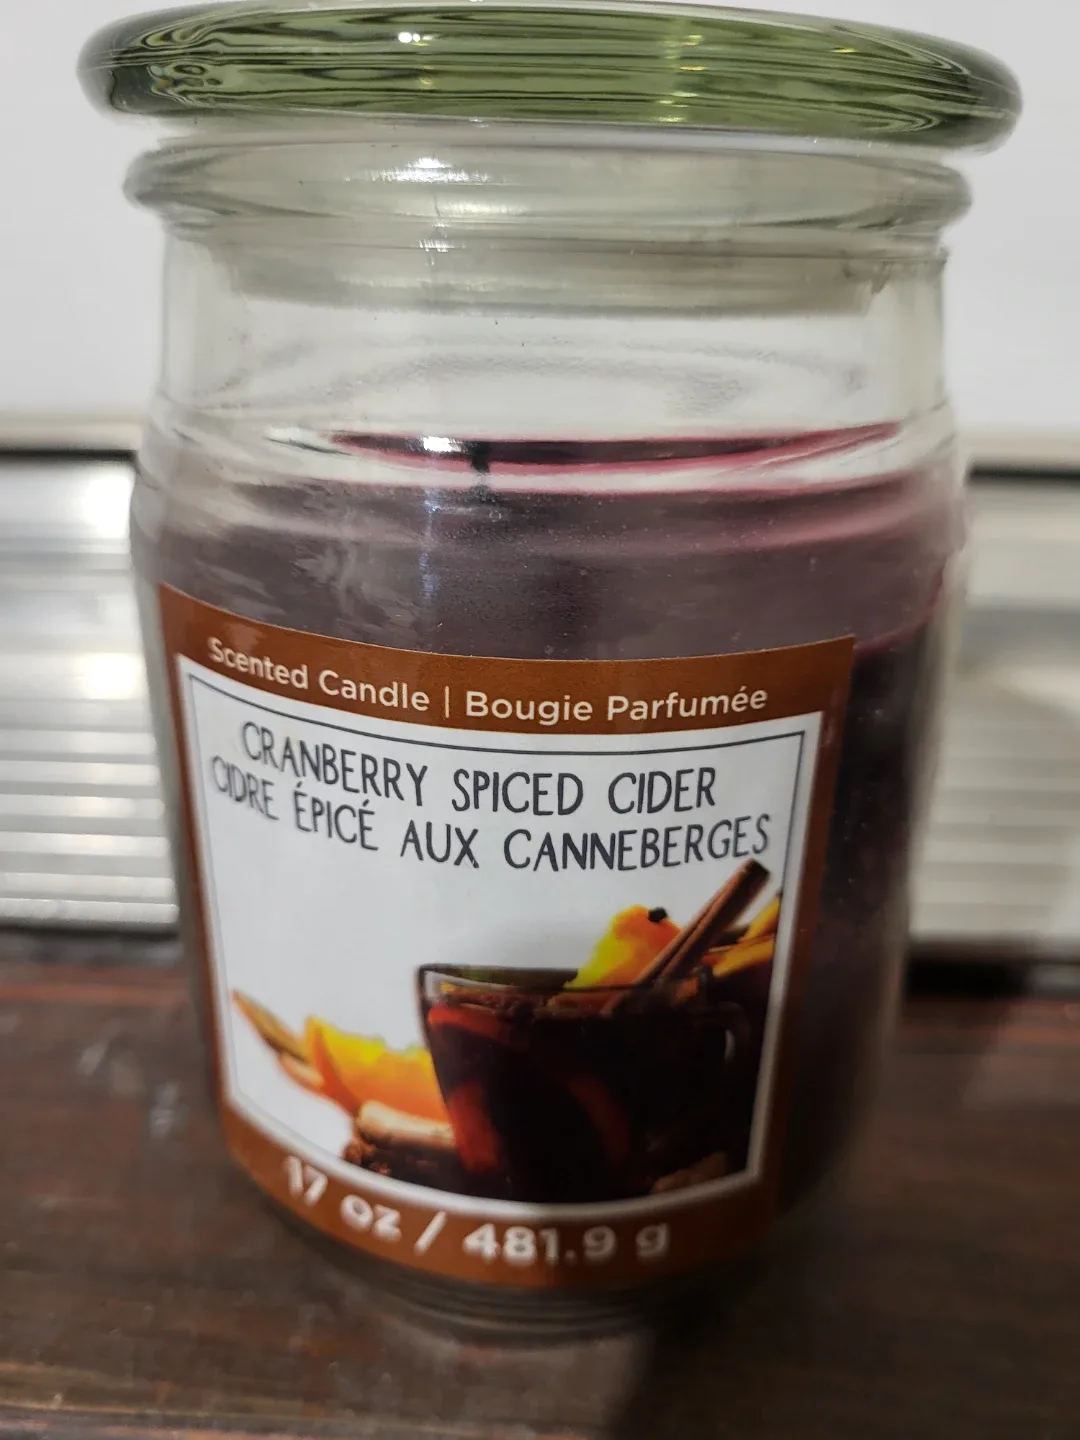 Scented Candle | Bougie Parfumée
CRANBERRY SPICED CIDER
CIDRE ÉPICÉ AUX CANNEBERGES
17 oz / 481.9 g